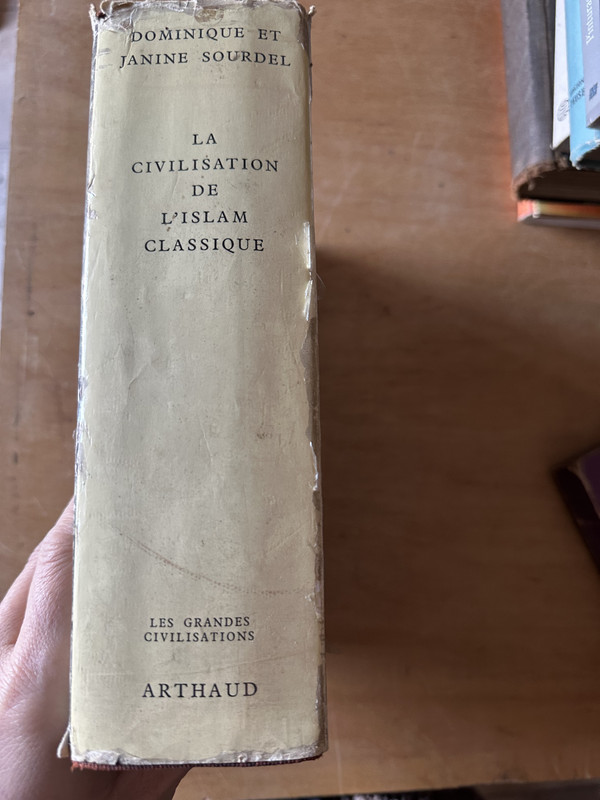 DOMINIQUE ET
JANINE SOURDEL
LA
CIVILISATION
DE
L'ISLAM
CLASSIQUE
LES GRANDES
CIVILISATIONS
ARTHAUD